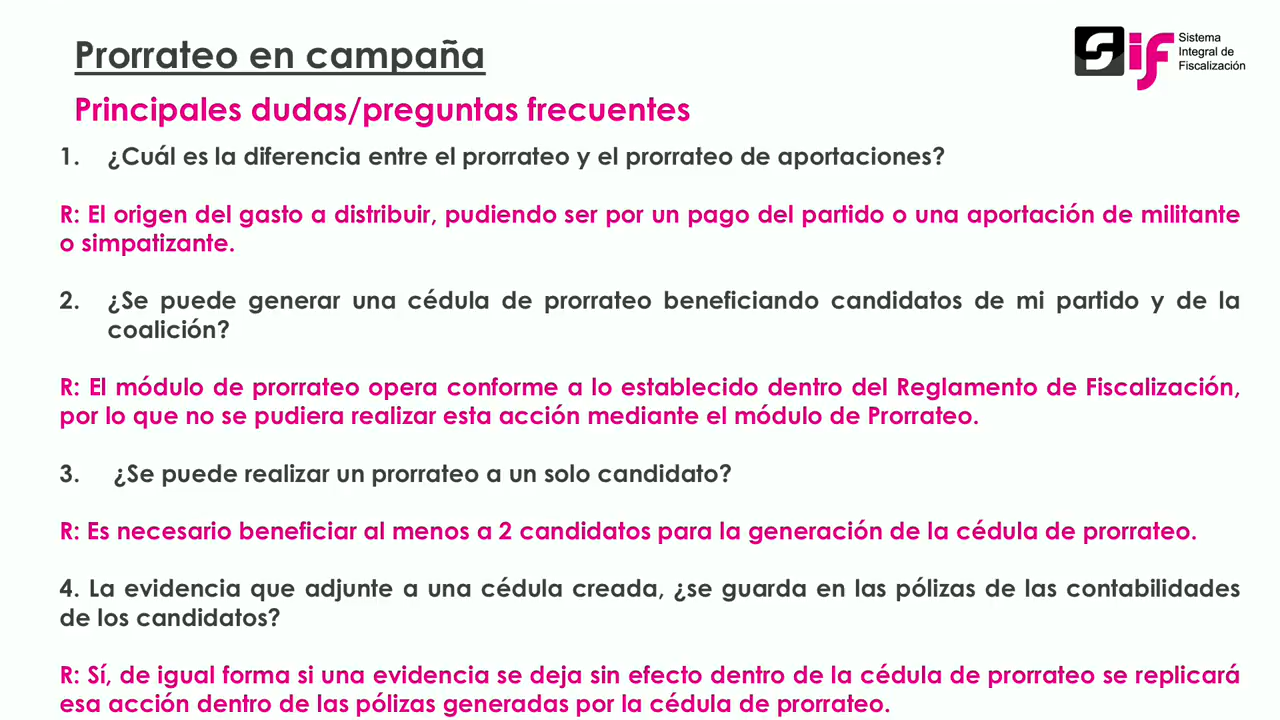 Prorrateo en campaña
Sif Sistema
Integral de
Fiscalización
Principales dudas/preguntas frecuentes
1. ¿Cuál es la diferencia entre el prorrateo y el prorrateo de aportaciones?
R: El origen del gasto a distribuir, pudiendo ser por un pago del partido o una aportación de militante
o simpatizante.
2. ¿Se puede generar una cédula de prorrateo beneficiando candidatos de mi partido y de la
coalición?
R: El módulo de prorrateo opera conforme a lo establecido dentro del Reglamento de Fiscalización,
por lo que no se pudiera realizar esta acción mediante el módulo de Prorrateo.
3. ¿Se puede realizar un prorrateo a un solo candidato?
R: Es necesario beneficiar al menos a 2 candidatos para la generación de la cédula de prorrateo.
4. La evidencia que adjunte a una cédula creada, ¿se guarda en las pólizas de las contabilidades
de los candidatos?
R: Sí, de igual forma si una evidencia se deja sin efecto dentro de la cédula de prorrateo se replicará
esa acción dentro de las pólizas generadas por la cédula de prorrateo.